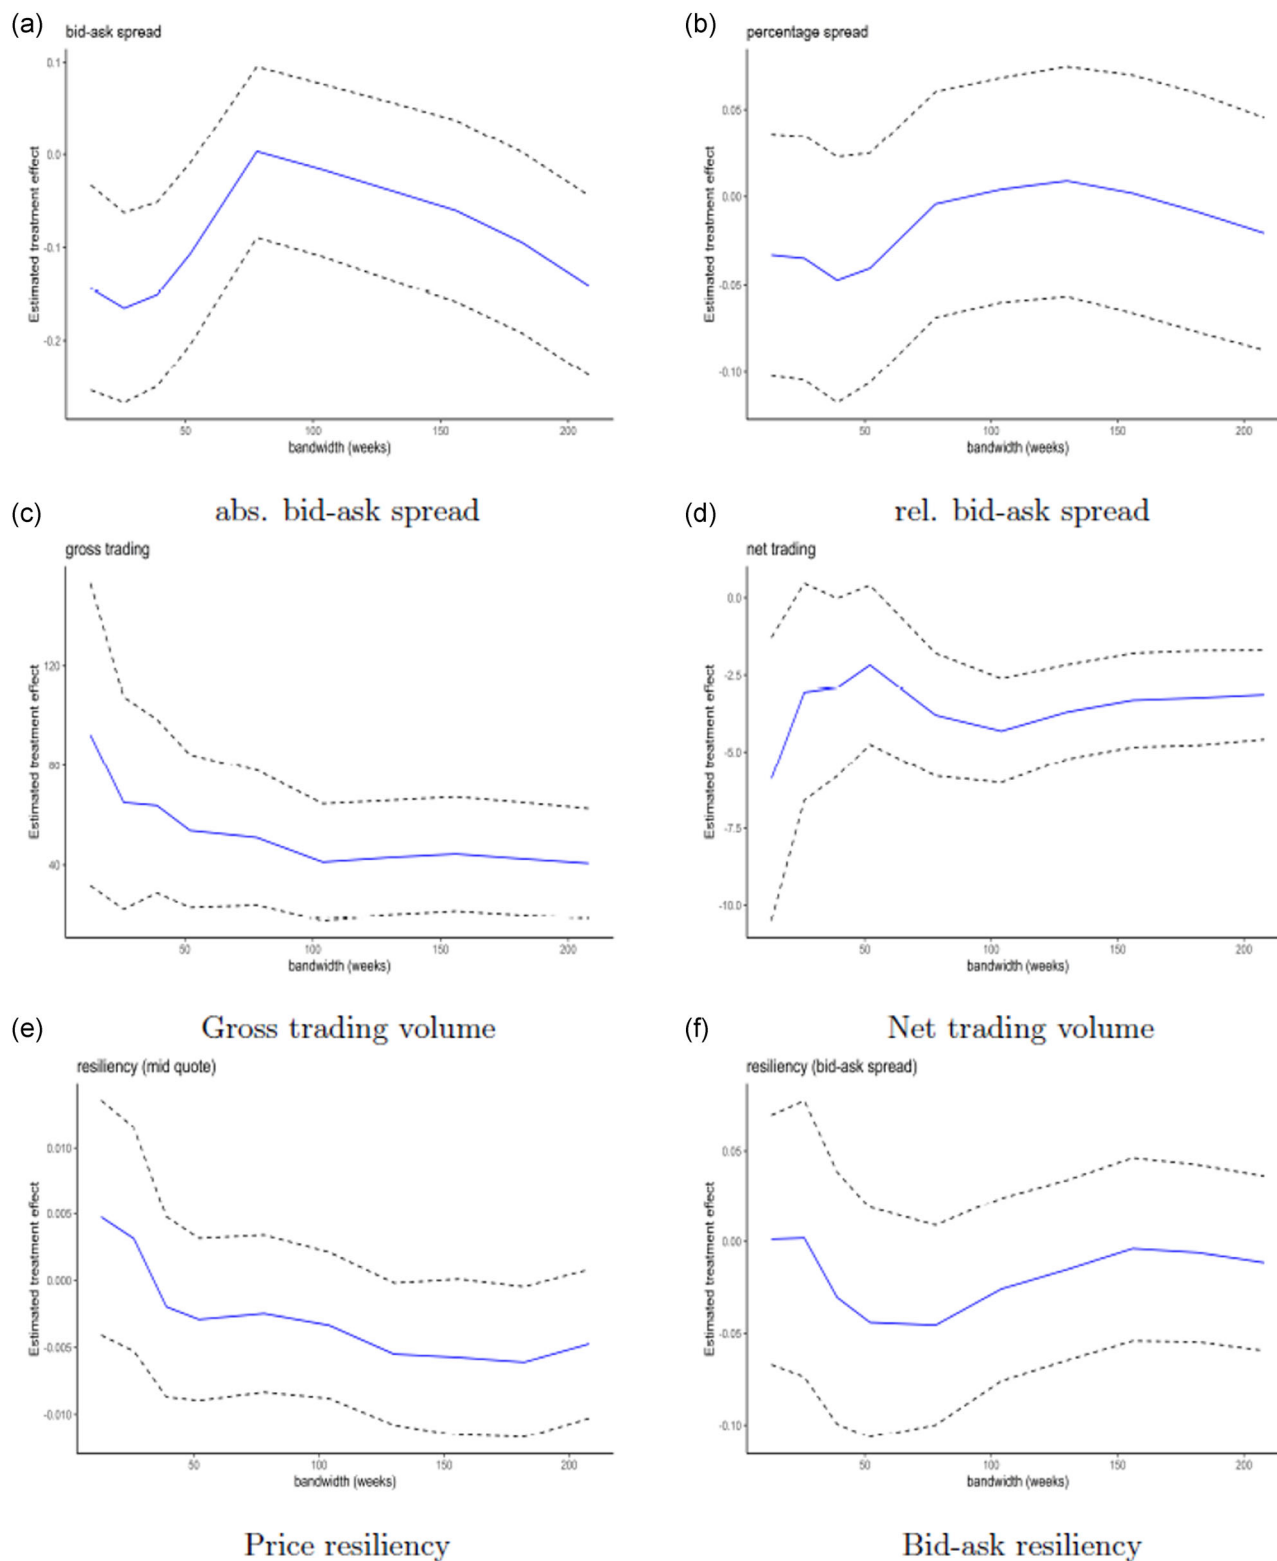 (a)
bid-ask spread
0.1
0.0
-0.1
-0.2
Estimated treatment effect
50 100 150 200
bandwidth (weeks)
abs. bid-ask spread
(b)
percentage spread
0.05
0.00
-0.05
-0.10
Estimated treatment effect
50 100 150 200
bandwidth (weeks)
rel. bid-ask spread
(c)
gross trading
120
80
40
Estimated treatment effect
50 100 150 200
bandwidth (weeks)
Gross trading volume
(d)
net trading
0.0
-2.5
-5.0
-7.5
-10.0
Estimated treatment effect
50 100 150 200
bandwidth (weeks)
Net trading volume
(e)
resiliency (mid quote)
0.010
0.005
0.000
-0.005
-0.010
Estimated treatment effect
50 100 150 200
bandwidth (weeks)
Price resiliency
(f)
resiliency (bid-ask spread)
0.05
0.00
-0.05
-0.10
Estimated treatment effect
50 100 150 200
bandwidth (weeks)
Bid-ask resiliency